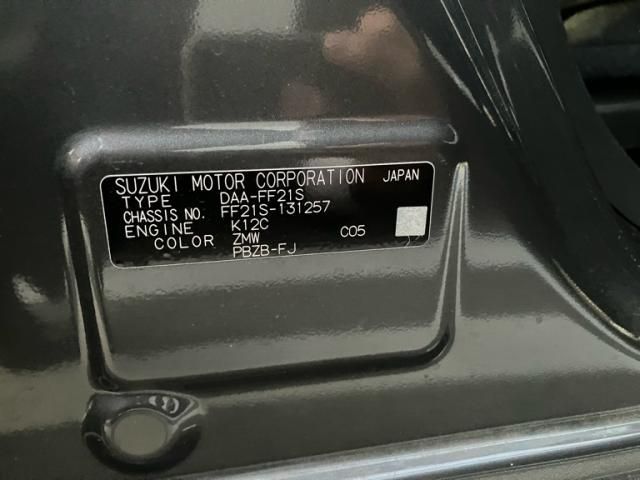 SUZUKI MOTOR CORPORATION JAPAN
TYPE DAA-FF21S
CHASSIS NO. FF21S-131257
ENGINE K12C
COLOR ZMW C05
PBZB-FJ